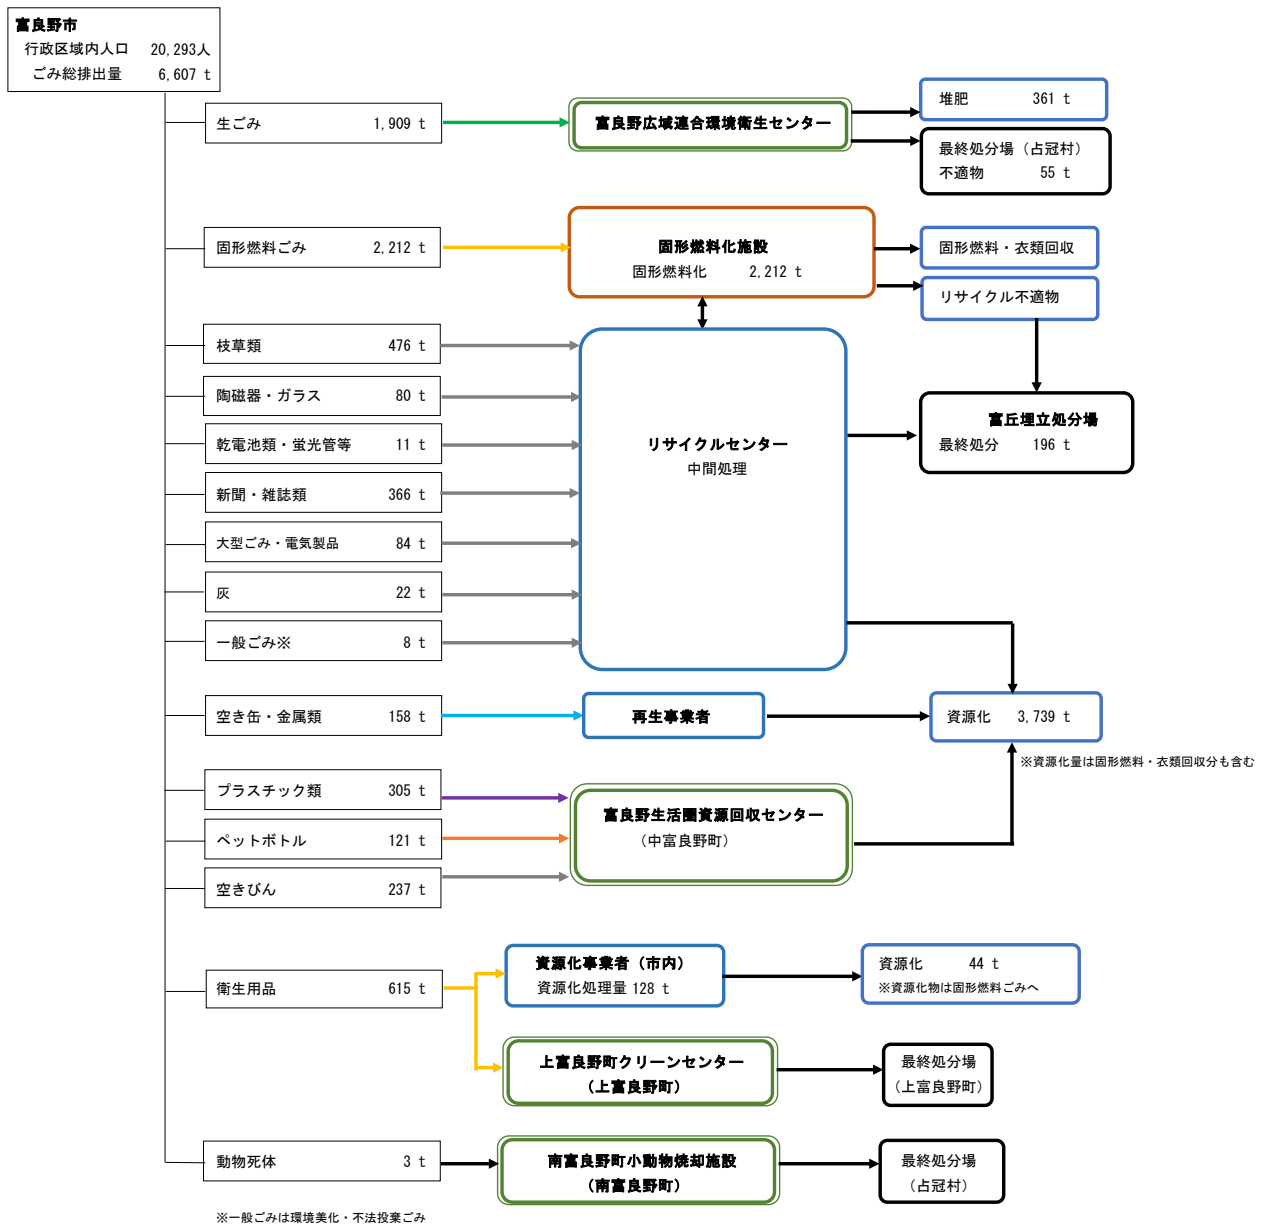 富良野市
行政区域内人口 20,293人
ごみ総排出量 6,607 t
生ごみ 1,909 t
富良野広域連合環境衛生センター
堆肥 361 t
最終処分場（占冠村）
不適物 55 t
固形燃料ごみ 2,212 t
固形燃料化施設
固形燃料化 2,212 t
固形燃料・衣類回収
リサイクル不適物
枝草類 476 t
陶磁器・ガラス 80 t
乾電池類・蛍光管等 11 t
新聞・雑誌類 366 t
大型ごみ・電気製品 84 t
灰 22 t
一般ごみ※ 8 t
リサイクルセンター
中間処理
富丘埋立処分場
最終処分 196 t
空き缶・金属類 158 t
再生事業者
資源化 3,739 t
※資源化量は固形燃料・衣類回収分も含む
プラスチック類 305 t
ペットボトル 121 t
空きびん 237 t
富良野生活圏資源回収センター
（中富良野町）
衛生用品 615 t
資源化事業者（市内）
資源化処理量 128 t
資源化 44 t
※資源化物は固形燃料ごみへ
上富良野町クリーンセンター
（上富良野町）
最終処分場
（上富良野町）
動物死体 3 t
南富良野町小動物焼却施設
（南富良野町）
最終処分場
（占冠村）
※一般ごみは環境美化・不法投棄ごみ